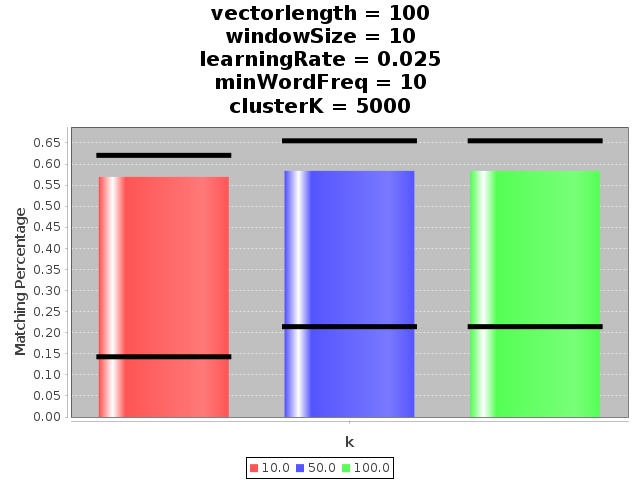 vectorlength = 100
windowSize = 10
learningRate = 0.025
minWordFreq = 10
clusterK = 5000
Matching Percentage
0.65
0.60
0.55
0.50
0.45
0.40
0.35
0.30
0.25
0.20
0.15
0.10
0.05
0.00
k
10.0 50.0 100.0